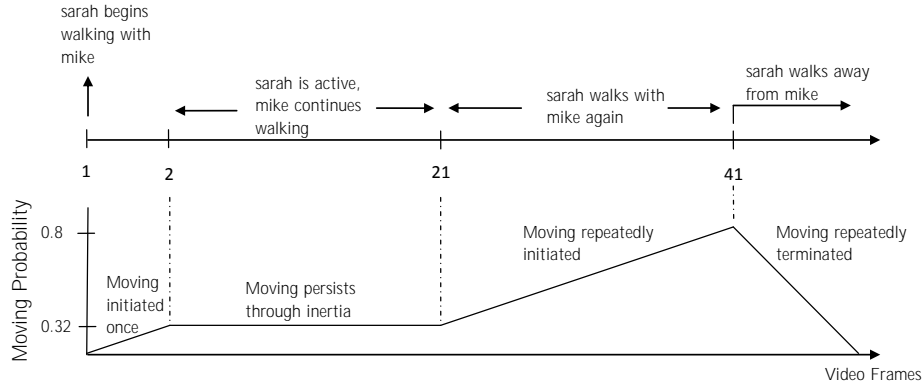 sarah begins
walking with
mike
sarah is active,
mike continues
walking
sarah walks with
mike again
sarah walks away
from mike
1
2
21
41
Moving Probability
0.8
0.32
Moving
initiated
once
Moving persists
through inertia
Moving repeatedly
initiated
Moving repeatedly
terminated
Video Frames